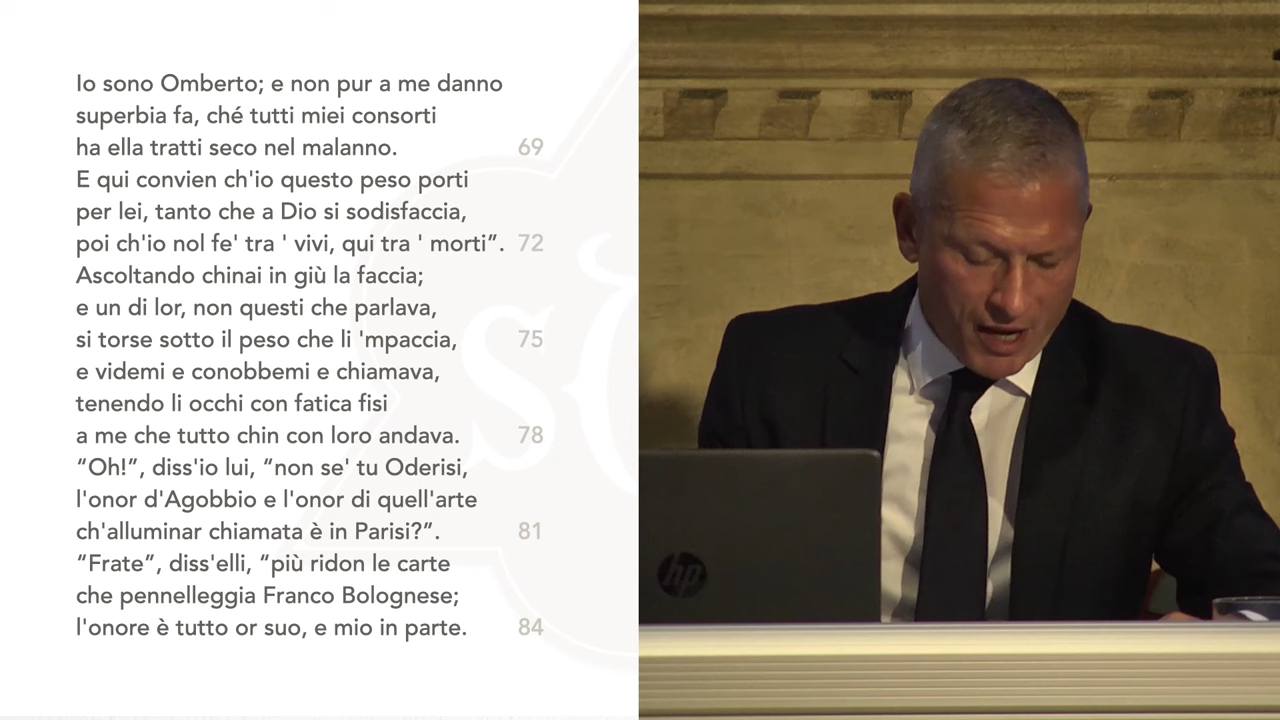 Io sono Omberto; e non pur a me danno
superbia fa, ché tutti miei consorti
ha ella tratti seco nel malanno. 69
E qui convien ch'io questo peso porti
per lei, tanto che a Dio si sodisfaccia,
poi ch'io nol fe' tra ' vivi, qui tra ' morti”. 72
Ascoltando chinai in giù la faccia;
e un di lor, non questi che parlava,
si torse sotto il peso che li 'mpaccia, 75
e videmi e conobbemi e chiamava,
tenendo li occhi con fatica fisi
a me che tutto chin con loro andava. 78
“Oh!”, diss'io lui, “non se' tu Oderisi,
l'onor d'Agobbio e l'onor di quell'arte
ch'alluminar chiamata è in Parisi?”. 81
“Frate”, diss'elli, “più ridon le carte
che pennelleggia Franco Bolognese;
l'onore è tutto or suo, e mio in parte. 84
hp